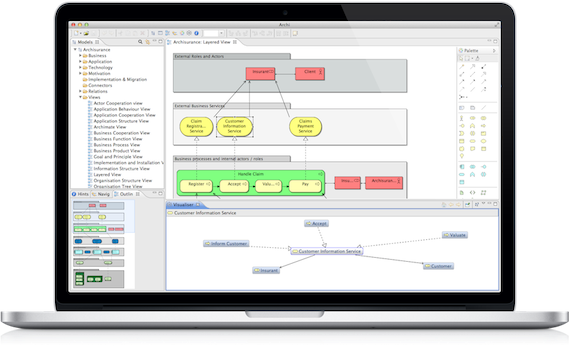 Archi
Models
Archisurance
Business
Application
Technology
Motivation
Implementation & Migration
Connectors
Relations
Views
Actor Cooperation view
Application Behaviour View
Application Cooperation View
Application Structure View
Archimate View
Business Cooperation View
Business Function View
Business Process View
Business Product View
Goal and Principle View
Implementation and Installation V
Information Structure View
Layered View
Organisation Structure View
Organisation Tree View
Hints
Navig
Outlin
Archisurance: Layered View
External Roles and Actors
Insurant
Client
External Business Services
Claim
Registra...
Service
Customer
Information
Service
Claims
Payment
Service
Business processes and internal actors / roles
Handle Claim
Register
Accept
Valu...
Pay
Archisuran...
Palette
Visualiser
Customer Information Service
Accept
Inform Customer
Valuate
Customer Information Service
Insurant
Customer